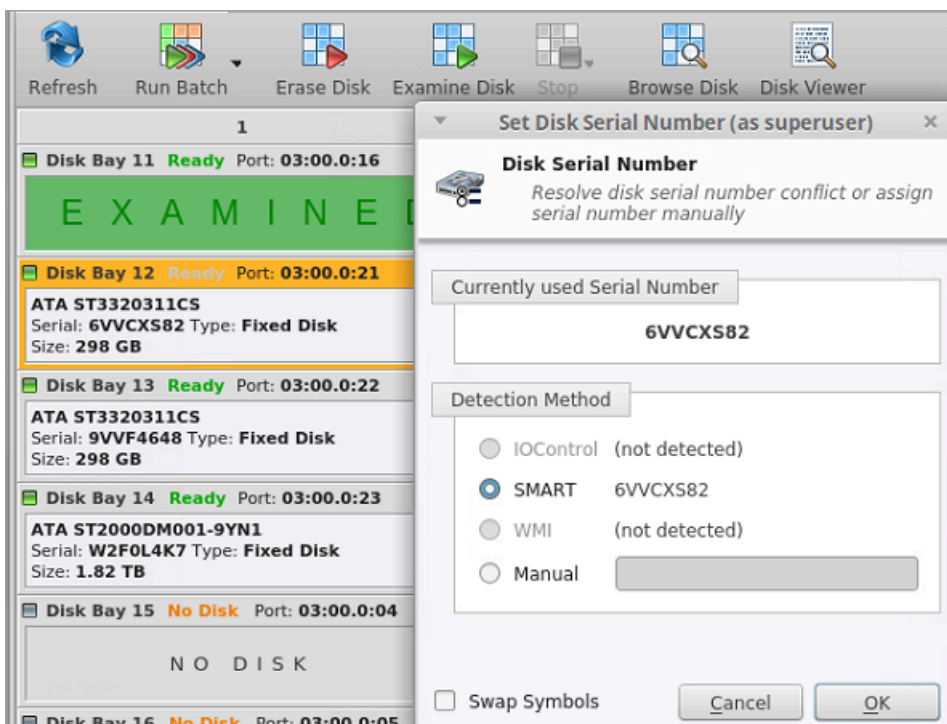 Refresh
Run Batch
Erase Disk
Examine Disk
Stop
Browse Disk
Disk Viewer
1
Disk Bay 11 Ready Port: 03:00.0:16
EXAMINED
Disk Bay 12 Ready Port: 03:00.0:21
ATA ST3320311CS
Serial: 6VVCXS82 Type: Fixed Disk
Size: 298 GB
Disk Bay 13 Ready Port: 03:00.0:22
ATA ST3320311CS
Serial: 9VVF4648 Type: Fixed Disk
Size: 298 GB
Disk Bay 14 Ready Port: 03:00.0:23
ATA ST2000DM001-9YN1
Serial: W2F0L4K7 Type: Fixed Disk
Size: 1.82 TB
Disk Bay 15 No Disk Port: 03:00.0:04
NO DISK
Disk Bay 16 No Disk Port: 03:00.0:05
Set Disk Serial Number (as superuser)
Disk Serial Number
Resolve disk serial number conflict or assign
serial number manually
Currently used Serial Number
6VVCXS82
Detection Method
IOControl (not detected)
SMART 6VVCXS82
WMI (not detected)
Manual
Swap Symbols
Cancel
OK